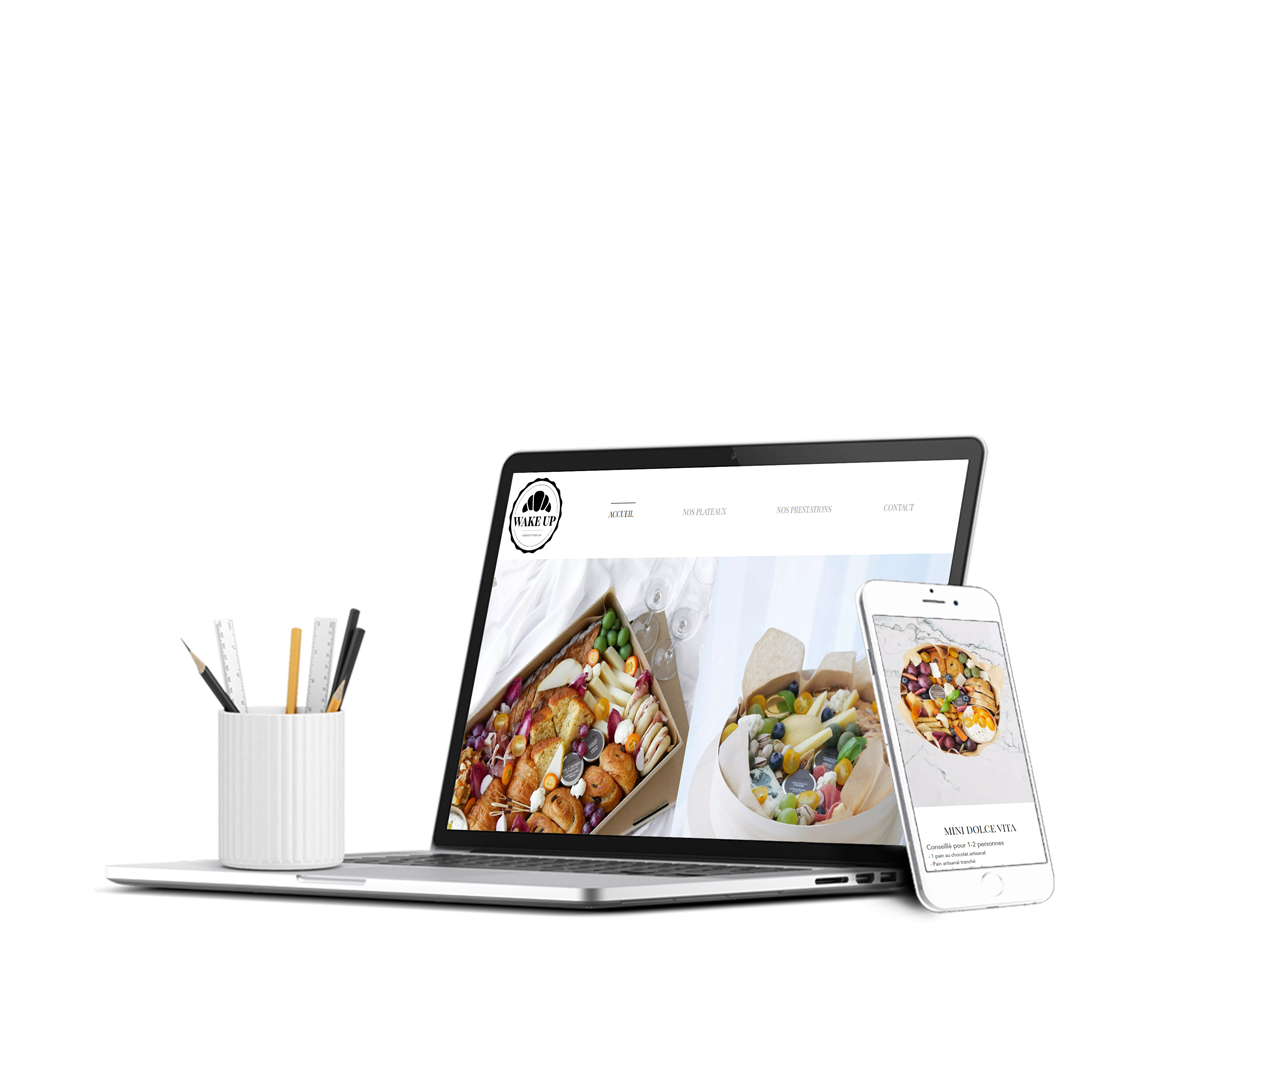 WAKE UP
ACCUEIL
NOS PLATEAUX
NOS PRESTATIONS
CONTACT
MINI DOLCE VITA
Conseillé pour 1-2 personnes
- 1 pain au chocolat artisanal
- Pain artisanal tranché